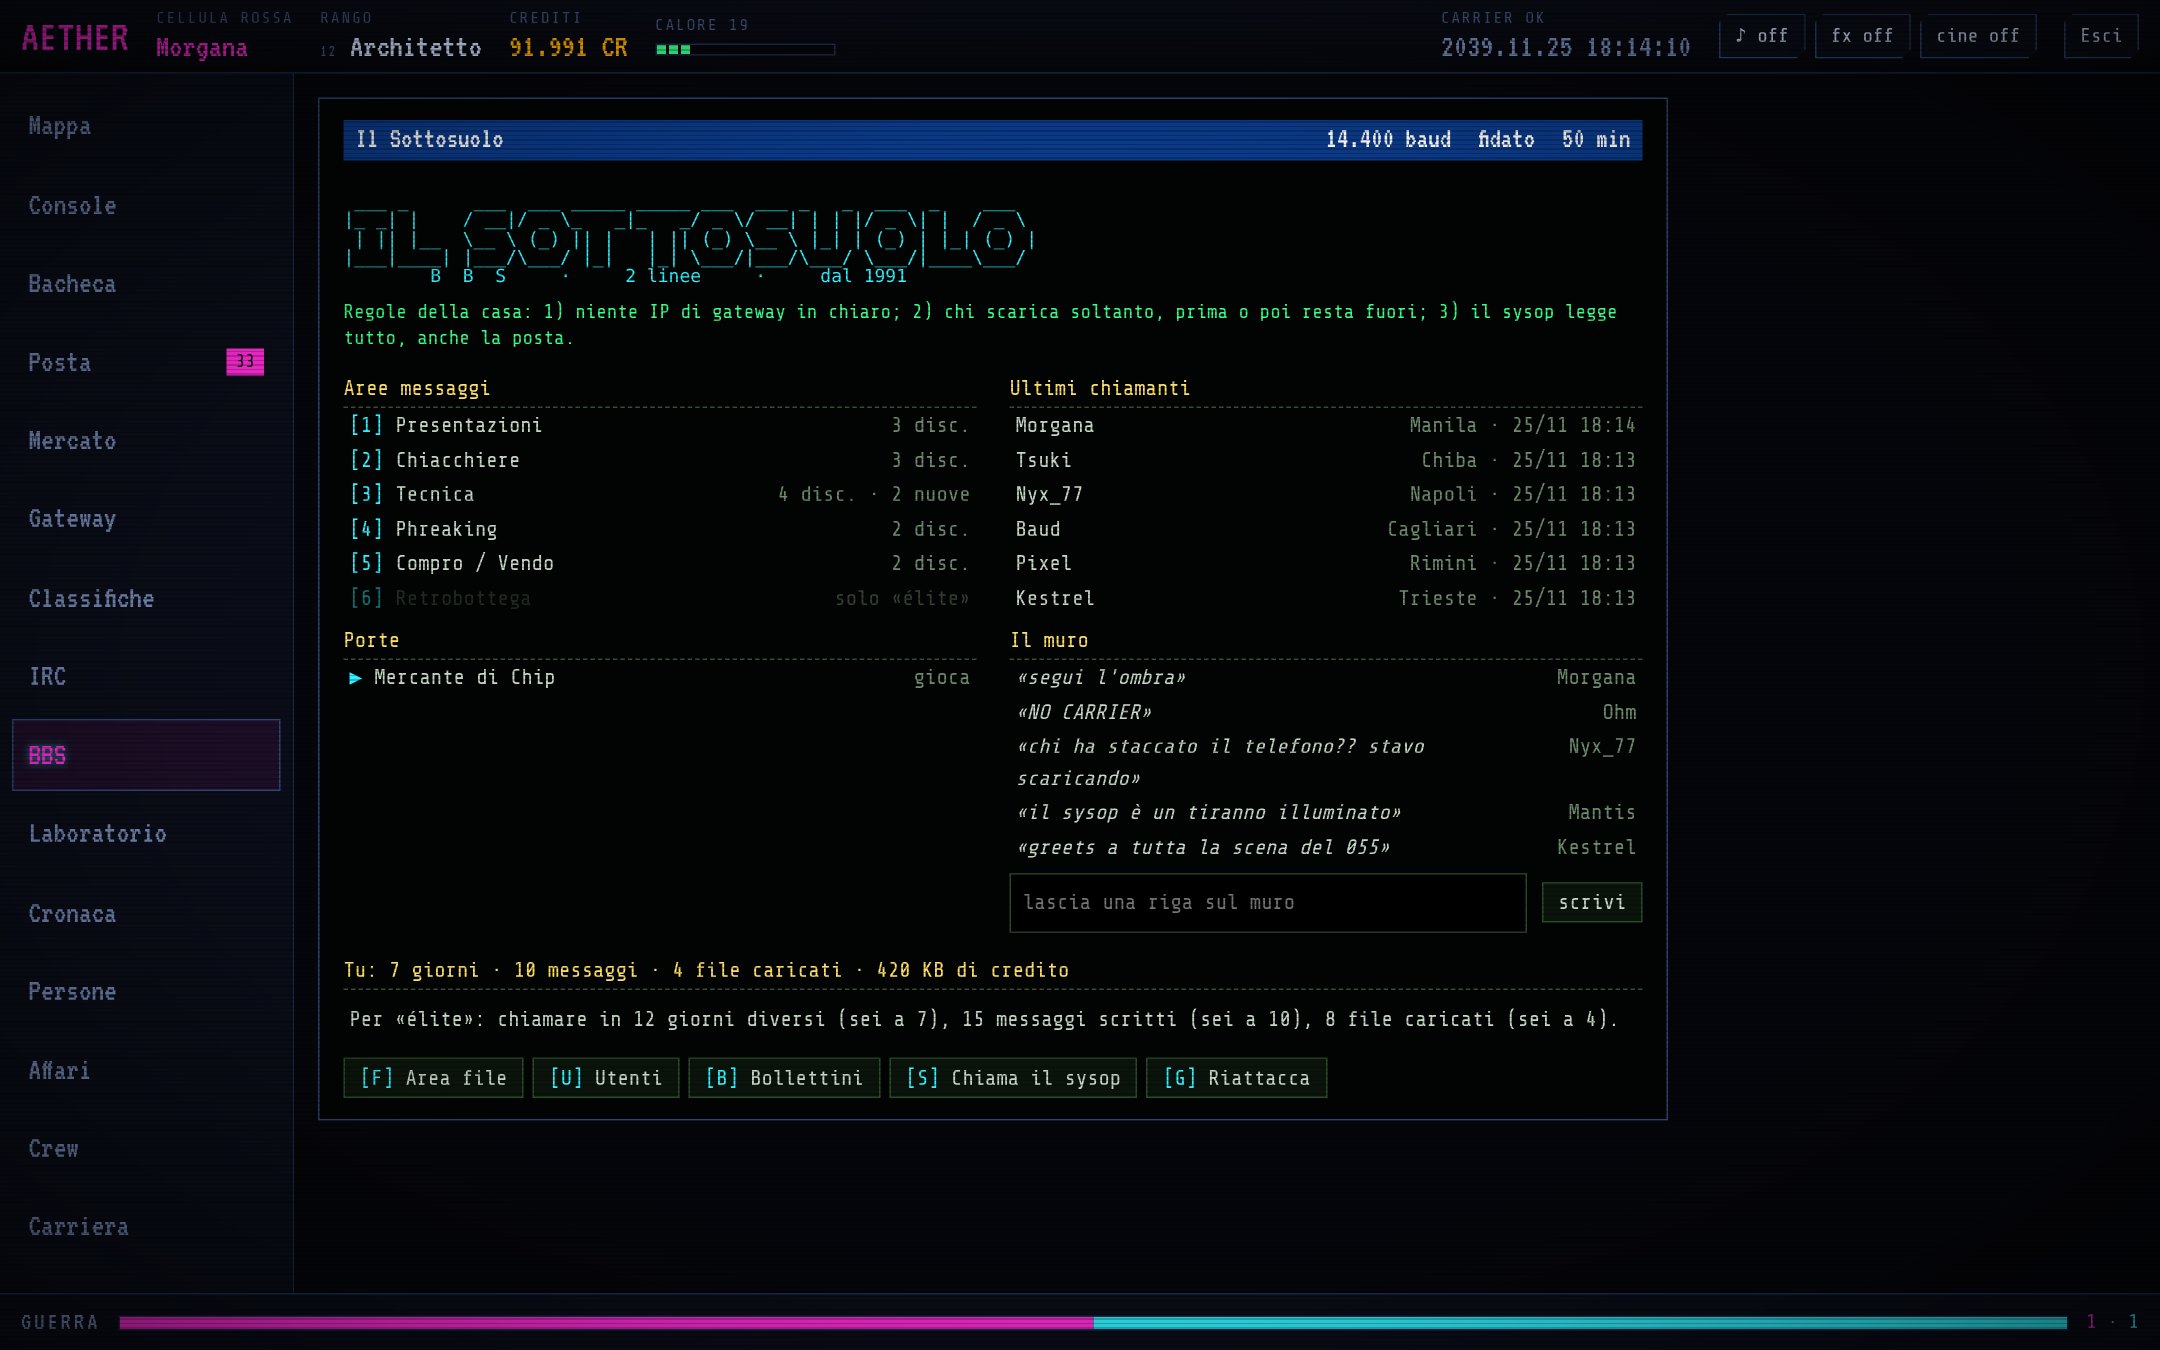 AETHER
CELLULA ROSSA
Morgana
RANGO
12 Architetto
CREDITI
91.991 CR
CALORE 19
CARRIER OK
2039.11.25 18:14:10
♪ off
fx off
cine off
Esci
Mappa
Console
Bacheca
Posta 33
Mercato
Gateway
Classifiche
IRC
BBS
Laboratorio
Cronaca
Persone
Affari
Crew
Carriera
Il Sottosuolo 14.400 baud fidato 50 min
IL SOTTOSUOLO
B B S · 2 linee · dal 1991
Regole della casa: 1) niente IP di gateway in chiaro; 2) chi scarica soltanto, prima o poi resta fuori; 3) il sysop legge
tutto, anche la posta.
Aree messaggi
[1] Presentazioni 3 disc.
[2] Chiacchiere 3 disc.
[3] Tecnica 4 disc. · 2 nuove
[4] Phreaking 2 disc.
[5] Compro / Vendo 2 disc.
[6] Retrobottega solo «élite»
Ultimi chiamanti
Morgana Manila · 25/11 18:14
Tsuki Chiba · 25/11 18:13
Nyx_77 Napoli · 25/11 18:13
Baud Cagliari · 25/11 18:13
Pixel Rimini · 25/11 18:13
Kestrel Trieste · 25/11 18:13
Porte
▶ Mercante di Chip gioca
Il muro
«segui l'ombra» Morgana
«NO CARRIER» Ohm
«chi ha staccato il telefono?? stavo Nyx_77
scaricando»
«il sysop è un tiranno illuminato» Mantis
«greets a tutta la scena del 055» Kestrel
lascia una riga sul muro
scrivi
Tu: 7 giorni · 10 messaggi · 4 file caricati · 420 KB di credito
Per «élite»: chiamare in 12 giorni diversi (sei a 7), 15 messaggi scritti (sei a 10), 8 file caricati (sei a 4).
[F] Area file
[U] Utenti
[B] Bollettini
[S] Chiama il sysop
[G] Riattacca
GUERRA
1 · 1